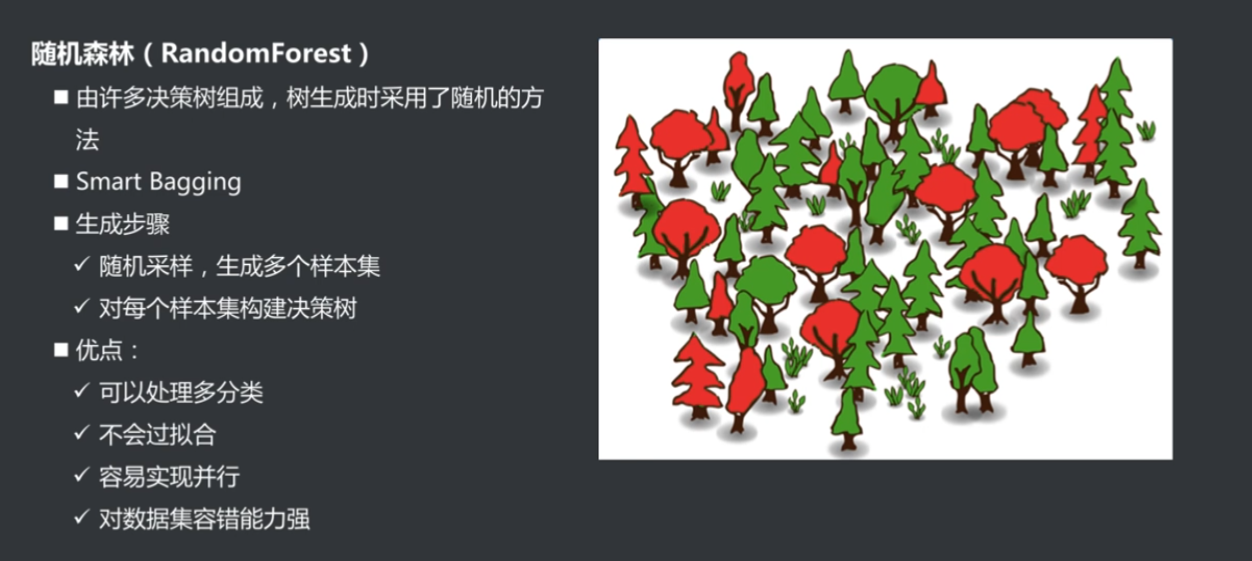 随机森林（RandomForest）
■ 由许多决策树组成，树生成时采用了随机的方
法
■ Smart Bagging
■ 生成步骤
✓ 随机采样，生成多个样本集
✓ 对每个样本集构建决策树
■ 优点：
✓ 可以处理多分类
✓ 不会过拟合
✓ 容易实现并行
✓ 对数据集容错能力强